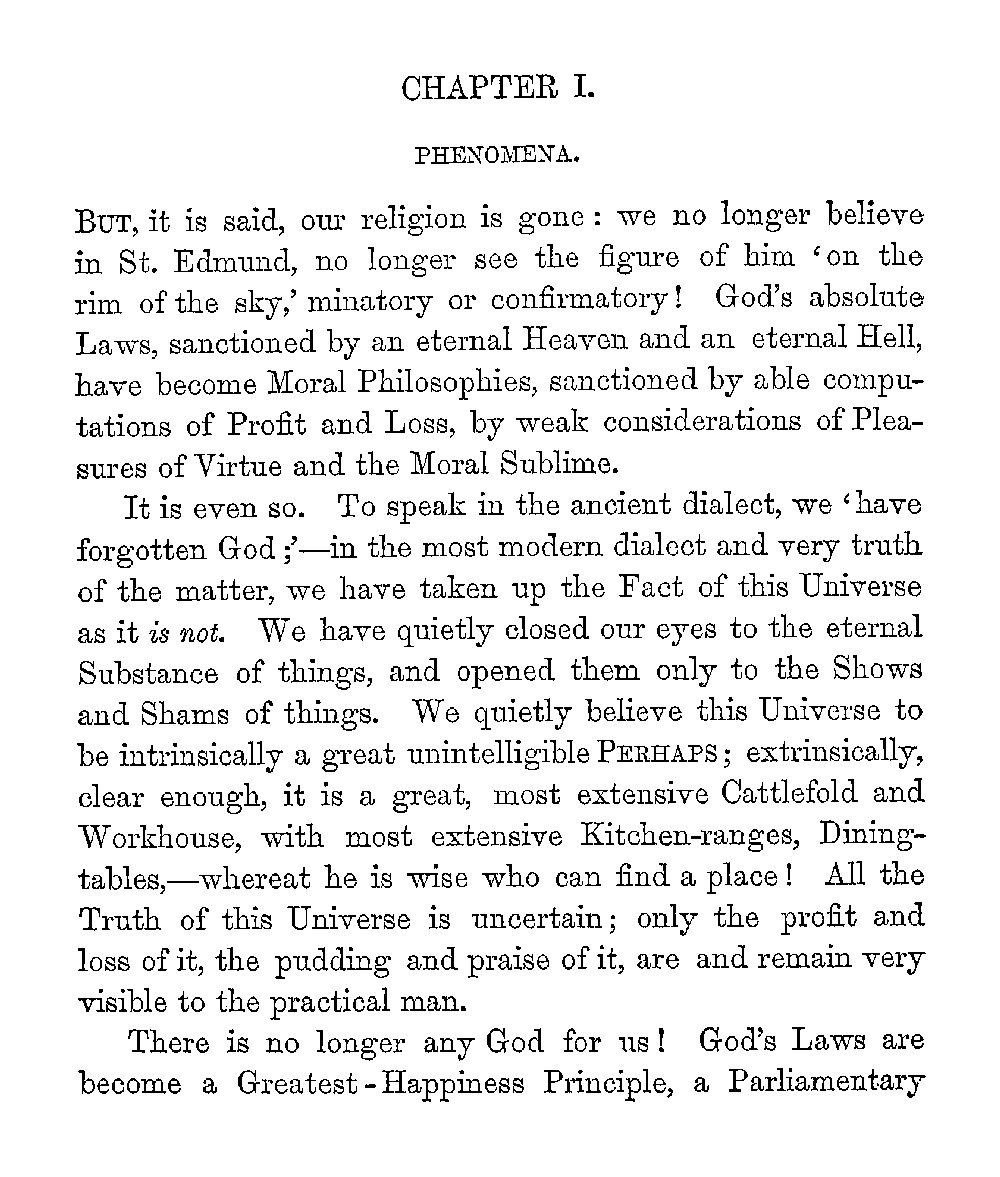 CHAPTER I.
PHENOMENA.
BUT, it is said, our religion is gone : we no longer believe
in St. Edmund, no longer see the figure of him ‘on the
rim of the sky,’ minatory or confirmatory! God’s absolute
Laws, sanctioned by an eternal Heaven and an eternal Hell,
have become Moral Philosophies, sanctioned by able compu-
tations of Profit and Loss, by weak considerations of Plea-
sures of Virtue and the Moral Sublime.
It is even so. To speak in the ancient dialect, we ‘have
forgotten God ;’—in the most modern dialect and very truth
of the matter, we have taken up the Fact of this Universe
as it is not. We have quietly closed our eyes to the eternal
Substance of things, and opened them only to the Shows
and Shams of things. We quietly believe this Universe to
be intrinsically a great unintelligible PERHAPS ; extrinsically,
clear enough, it is a great, most extensive Cattlefold and
Workhouse, with most extensive Kitchen-ranges, Dining-
tables,—whereat he is wise who can find a place! All the
Truth of this Universe is uncertain ; only the profit and
loss of it, the pudding and praise of it, are and remain very
visible to the practical man.
There is no longer any God for us! God’s Laws are
become a Greatest-Happiness Principle, a Parliamentary